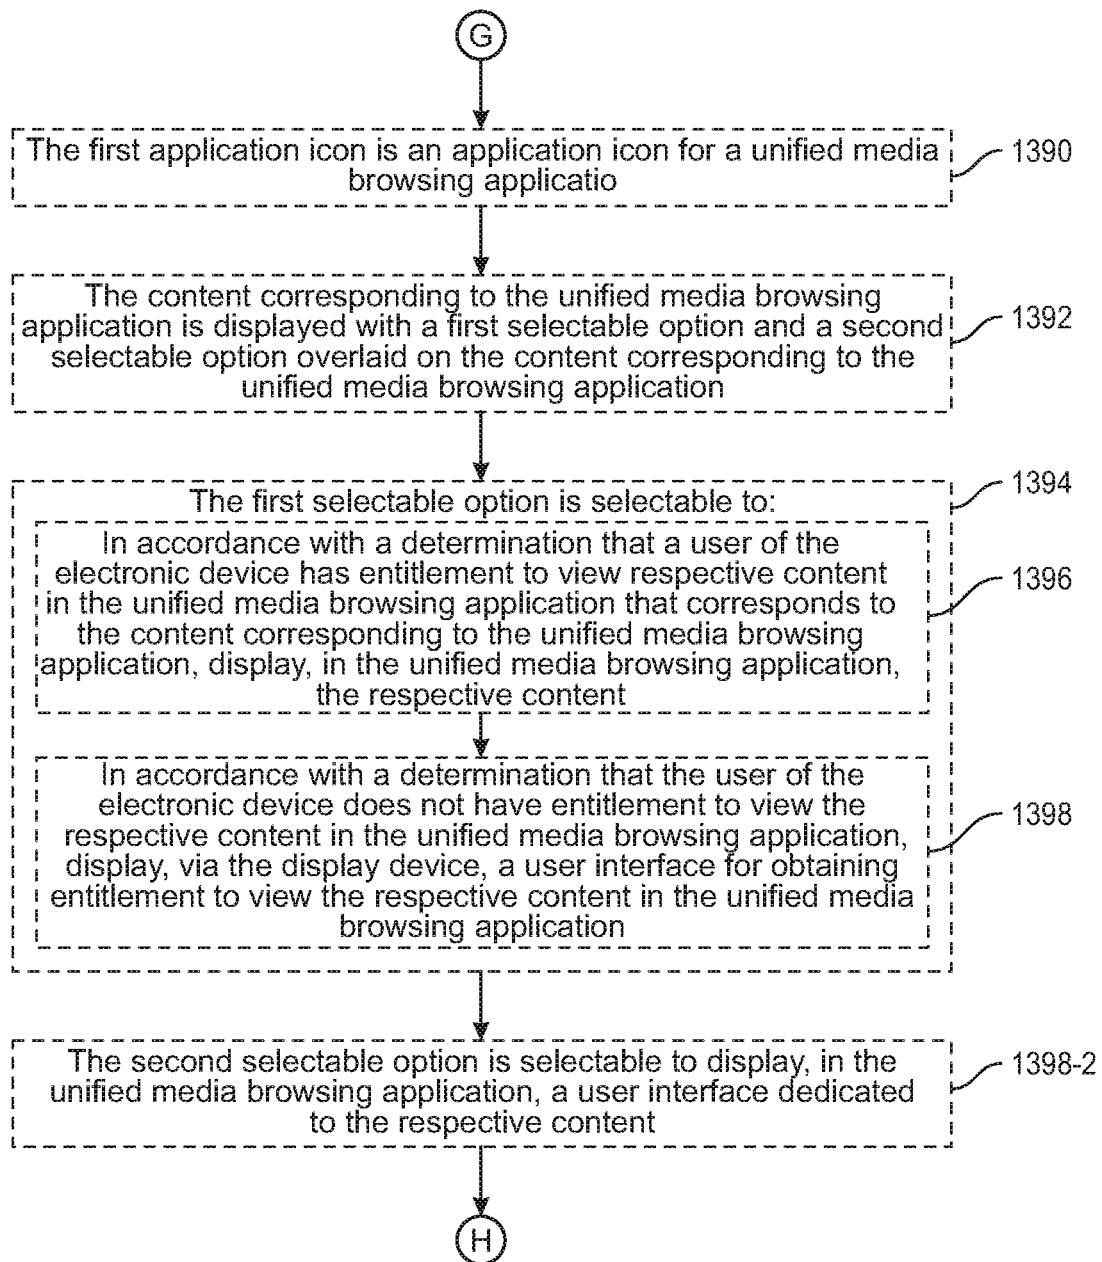 G
The first application icon is an application icon for a unified media
browsing applicatio
1390
The content corresponding to the unified media browsing
application is displayed with a first selectable option and a second
selectable option overlaid on the content corresponding to the
unified media browsing application
1392
The first selectable option is selectable to:
1394
In accordance with a determination that a user of the
electronic device has entitlement to view respective content
in the unified media browsing application that corresponds to
the content corresponding to the unified media browsing
application, display, in the unified media browsing application,
the respective content
1396
In accordance with a determination that the user of the
electronic device does not have entitlement to view the
respective content in the unified media browsing application,
display, via the display device, a user interface for obtaining
entitlement to view the respective content in the unified media
browsing application
1398
The second selectable option is selectable to display, in the
unified media browsing application, a user interface dedicated
to the respective content
1398-2
H